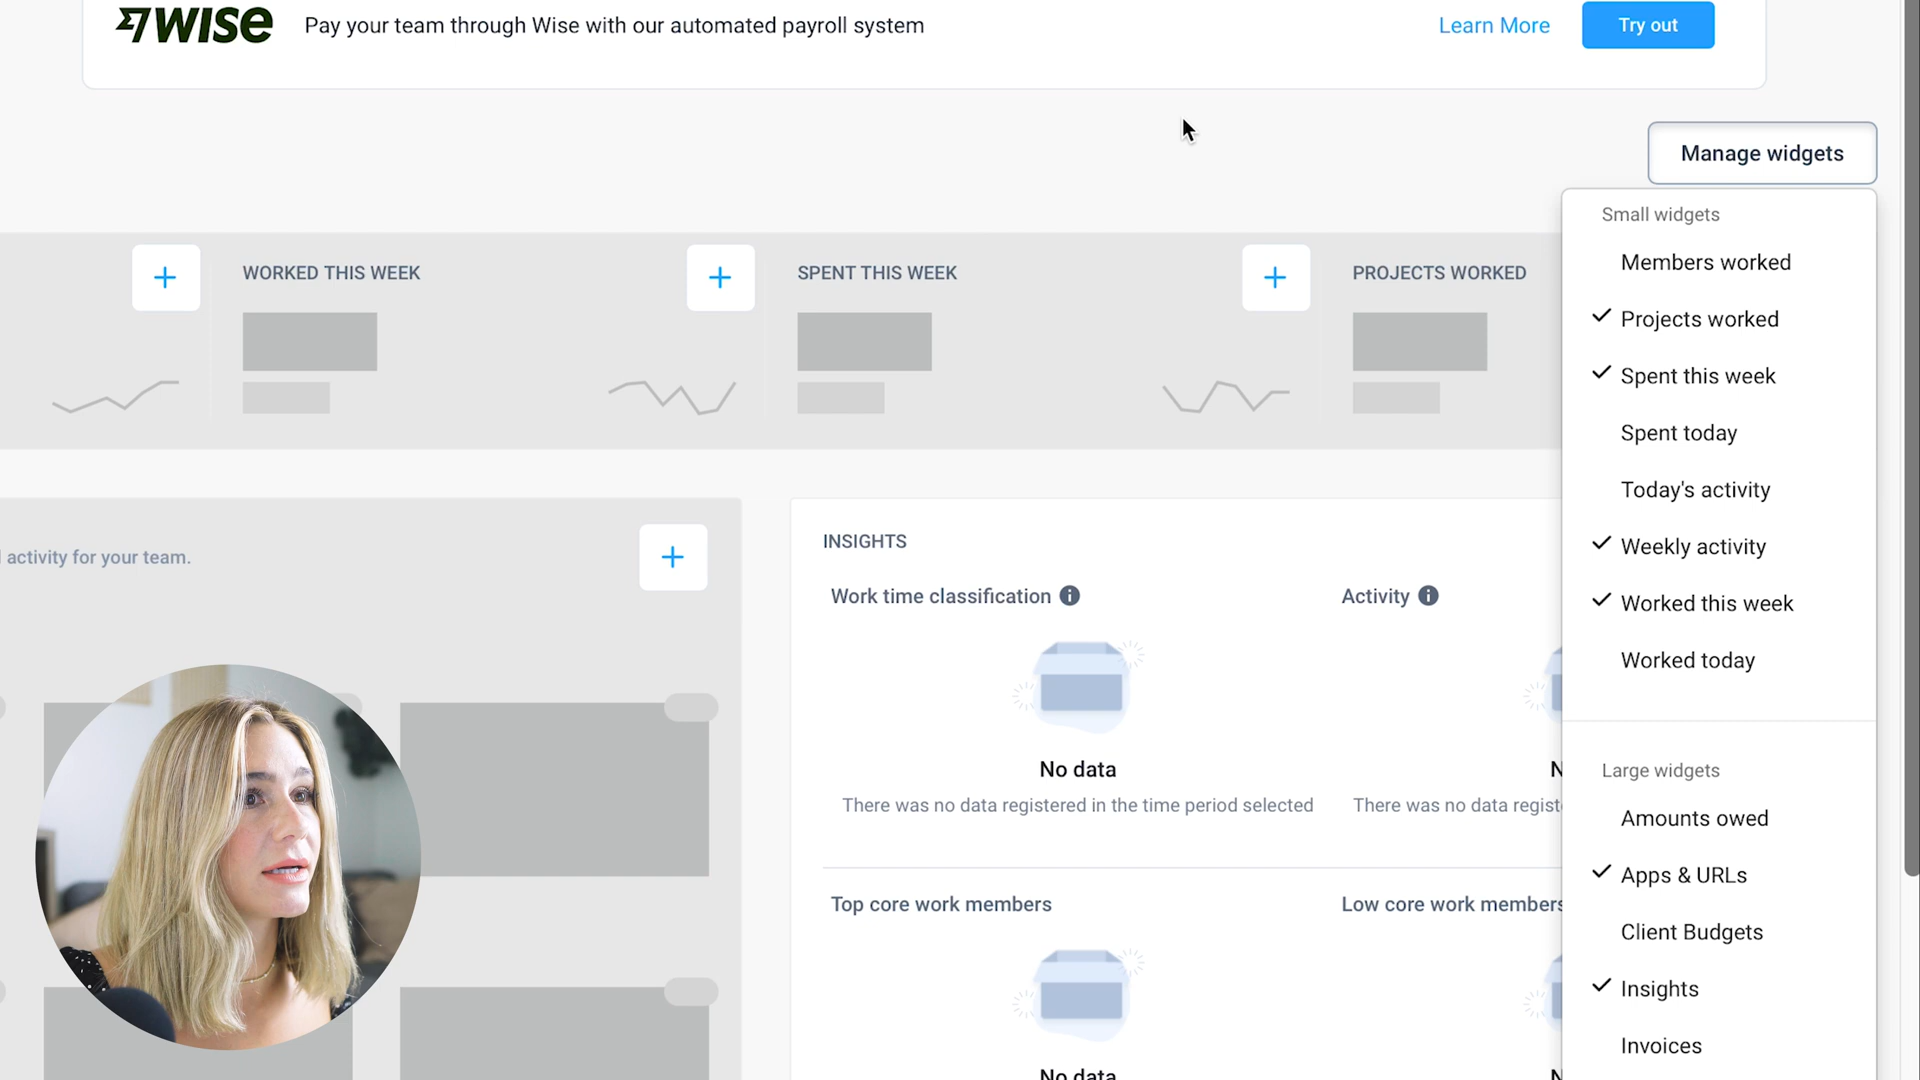 WISE Pay your team through Wise with our automated payroll system Learn More Try out
Manage widgets
WORKED THIS WEEK
SPENT THIS WEEK
PROJECTS WORKED
activity for your team.
INSIGHTS
Work time classification
Activity
No data
There was no data registered in the time period selected
There was no data regist
Top core work members
Low core work members
No data
Small widgets
Members worked
Projects worked
Spent this week
Spent today
Today's activity
Weekly activity
Worked this week
Worked today
Large widgets
Amounts owed
Apps & URLs
Client Budgets
Insights
Invoices